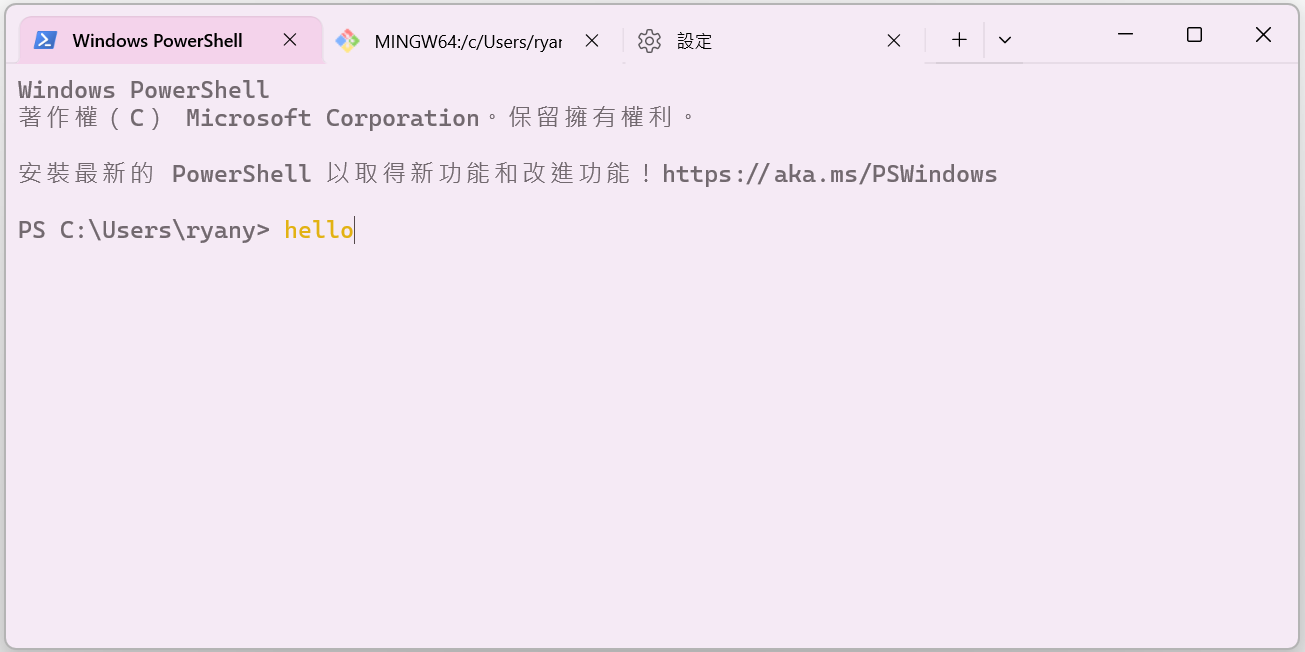 Windows PowerShell
MINGW64:/c/Users/ryan
設定
Windows PowerShell
著作權（C） Microsoft Corporation。保留擁有權利。
安裝最新的 PowerShell 以取得新功能和改進功能！https://aka.ms/PSWindows
PS C:\Users\ryany> hello